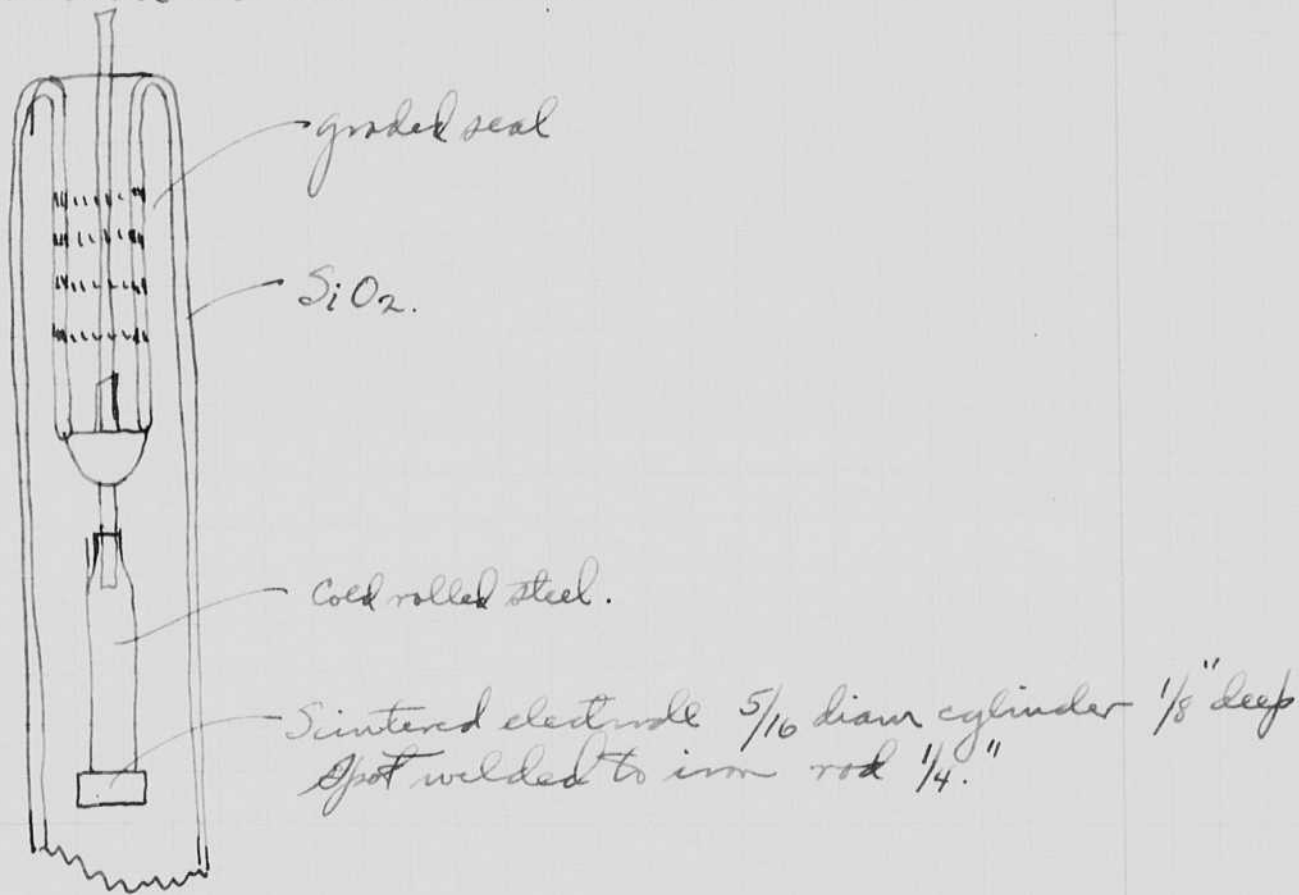 graded seal
SiO2.
Cold rolled steel.
Scintered electrode 5/16 diam cylinder 1/8" deep
Spot welded to iron rod 1/4."